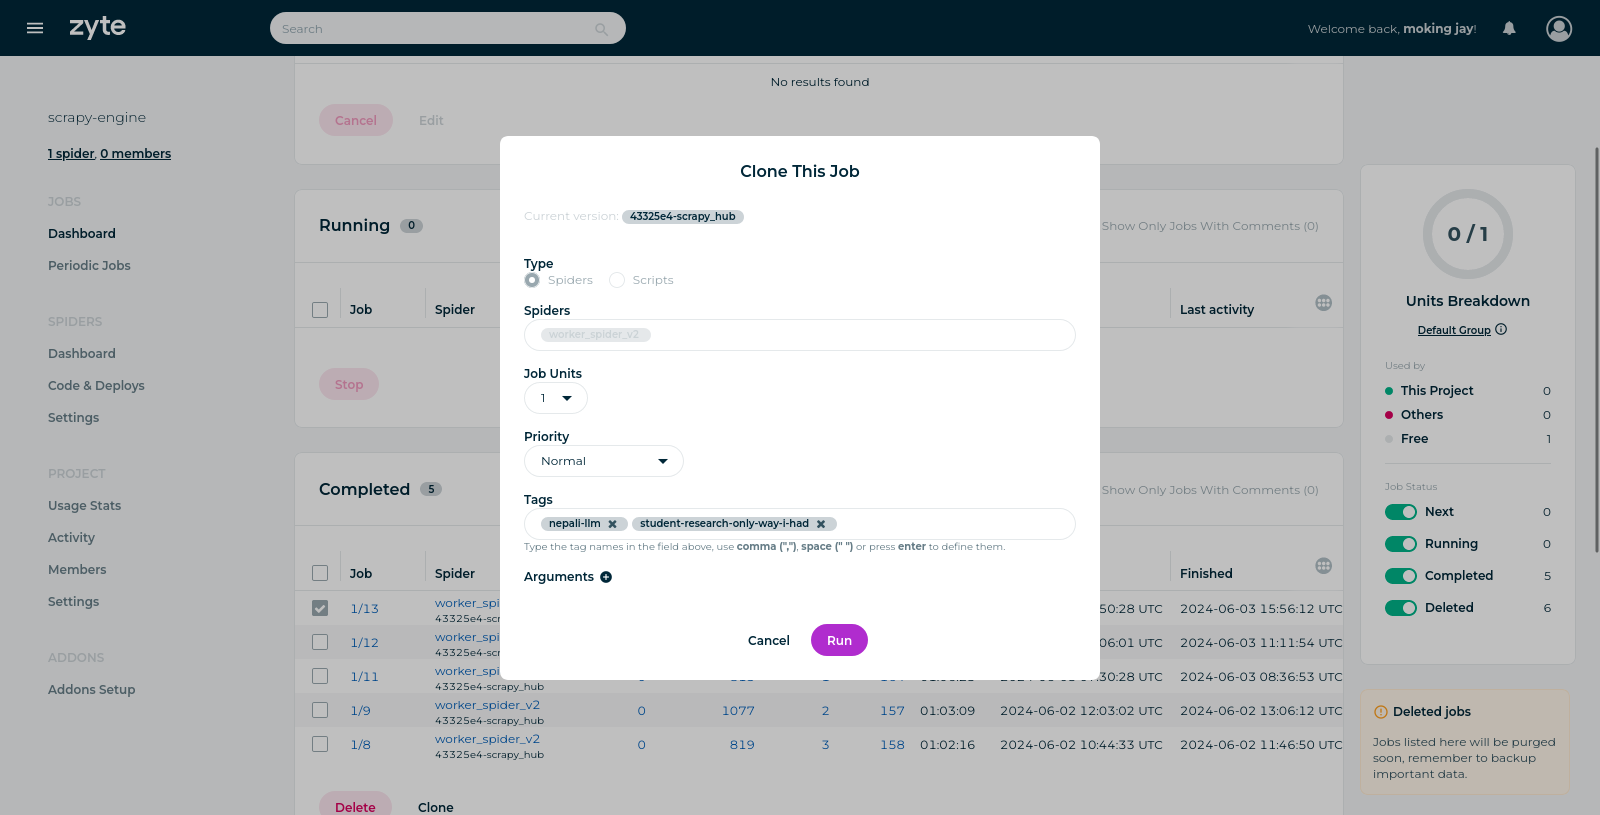 zyte
Search
Welcome back, moking jay!
scrapy-engine
1 spider, 0 members
JOBS
Dashboard
Periodic Jobs
SPIDERS
Dashboard
Code & Deploys
Settings
PROJECT
Usage Stats
Activity
Members
Settings
ADDONS
Addons Setup
No results found
Cancel Edit
Running 0
Show Only Jobs With Comments (0)
Job Spider Last activity
Stop
Completed 5
Show Only Jobs With Comments (0)
Job Spider Finished
1/13 worker_spi 50:28 UTC 2024-06-03 15:56:12 UTC
43325e4-scr
1/12 worker_spi 06:01 UTC 2024-06-03 11:11:54 UTC
43325e4-scr
1/11 worker_spi 30:28 UTC 2024-06-03 08:36:53 UTC
43325e4-scrapy_hub
1/9 worker_spider_v2 0 1077 2 157 01:03:09 2024-06-02 12:03:02 UTC 2024-06-02 13:06:12 UTC
43325e4-scrapy_hub
1/8 worker_spider_v2 0 819 3 158 01:02:16 2024-06-02 10:44:33 UTC 2024-06-02 11:46:50 UTC
43325e4-scrapy_hub
Delete Clone
Clone This Job
Current version: 43325e4-scrapy_hub
Type
Spiders Scripts
Spiders
worker_spider_v2
Job Units
1
Priority
Normal
Tags
nepali-llm student-research-only-way-i-had
Type the tag names in the field above, use comma (","), space (" ") or press enter to define them.
Arguments
Cancel Run
0 / 1
Units Breakdown
Default Group
Used by
This Project 0
Others 0
Free 1
Job Status
Next 0
Running 0
Completed 5
Deleted 6
Deleted jobs
Jobs listed here will be purged
soon, remember to backup
important data.